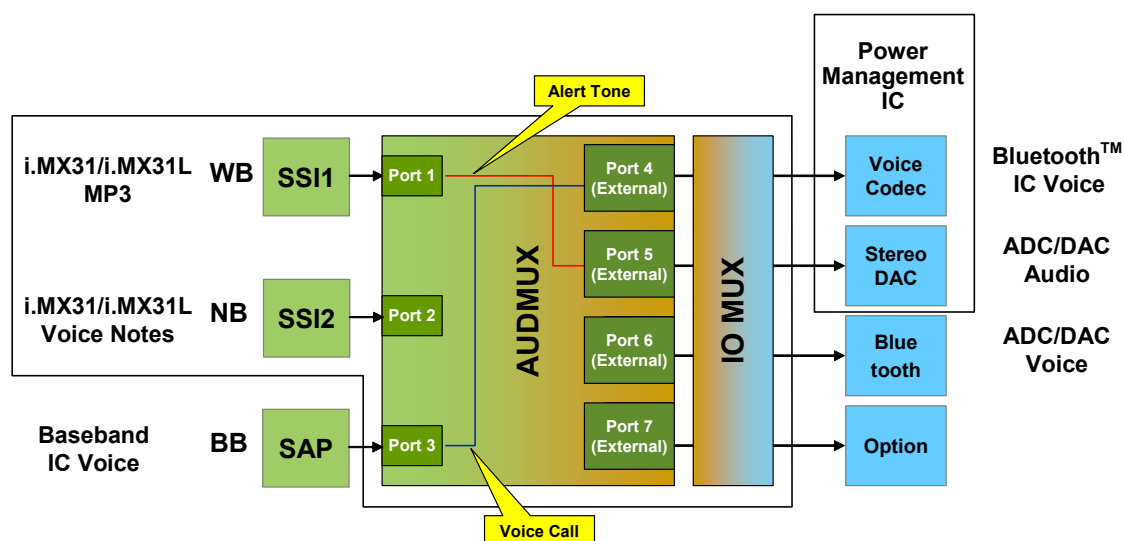 Power
Management
IC
Alert Tone
i.MX31/i.MX31L
MP3
WB
SSI1
Port 1
Port 4
(External)
Voice
Codec
Bluetooth™
IC Voice
Port 5
(External)
Stereo
DAC
ADC/DAC
Audio
i.MX31/i.MX31L
Voice Notes
NB
SSI2
Port 2
AUDMUX
IO MUX
Port 6
(External)
Blue
tooth
ADC/DAC
Voice
Baseband
IC Voice
BB
SAP
Port 3
Port 7
(External)
Option
Voice Call